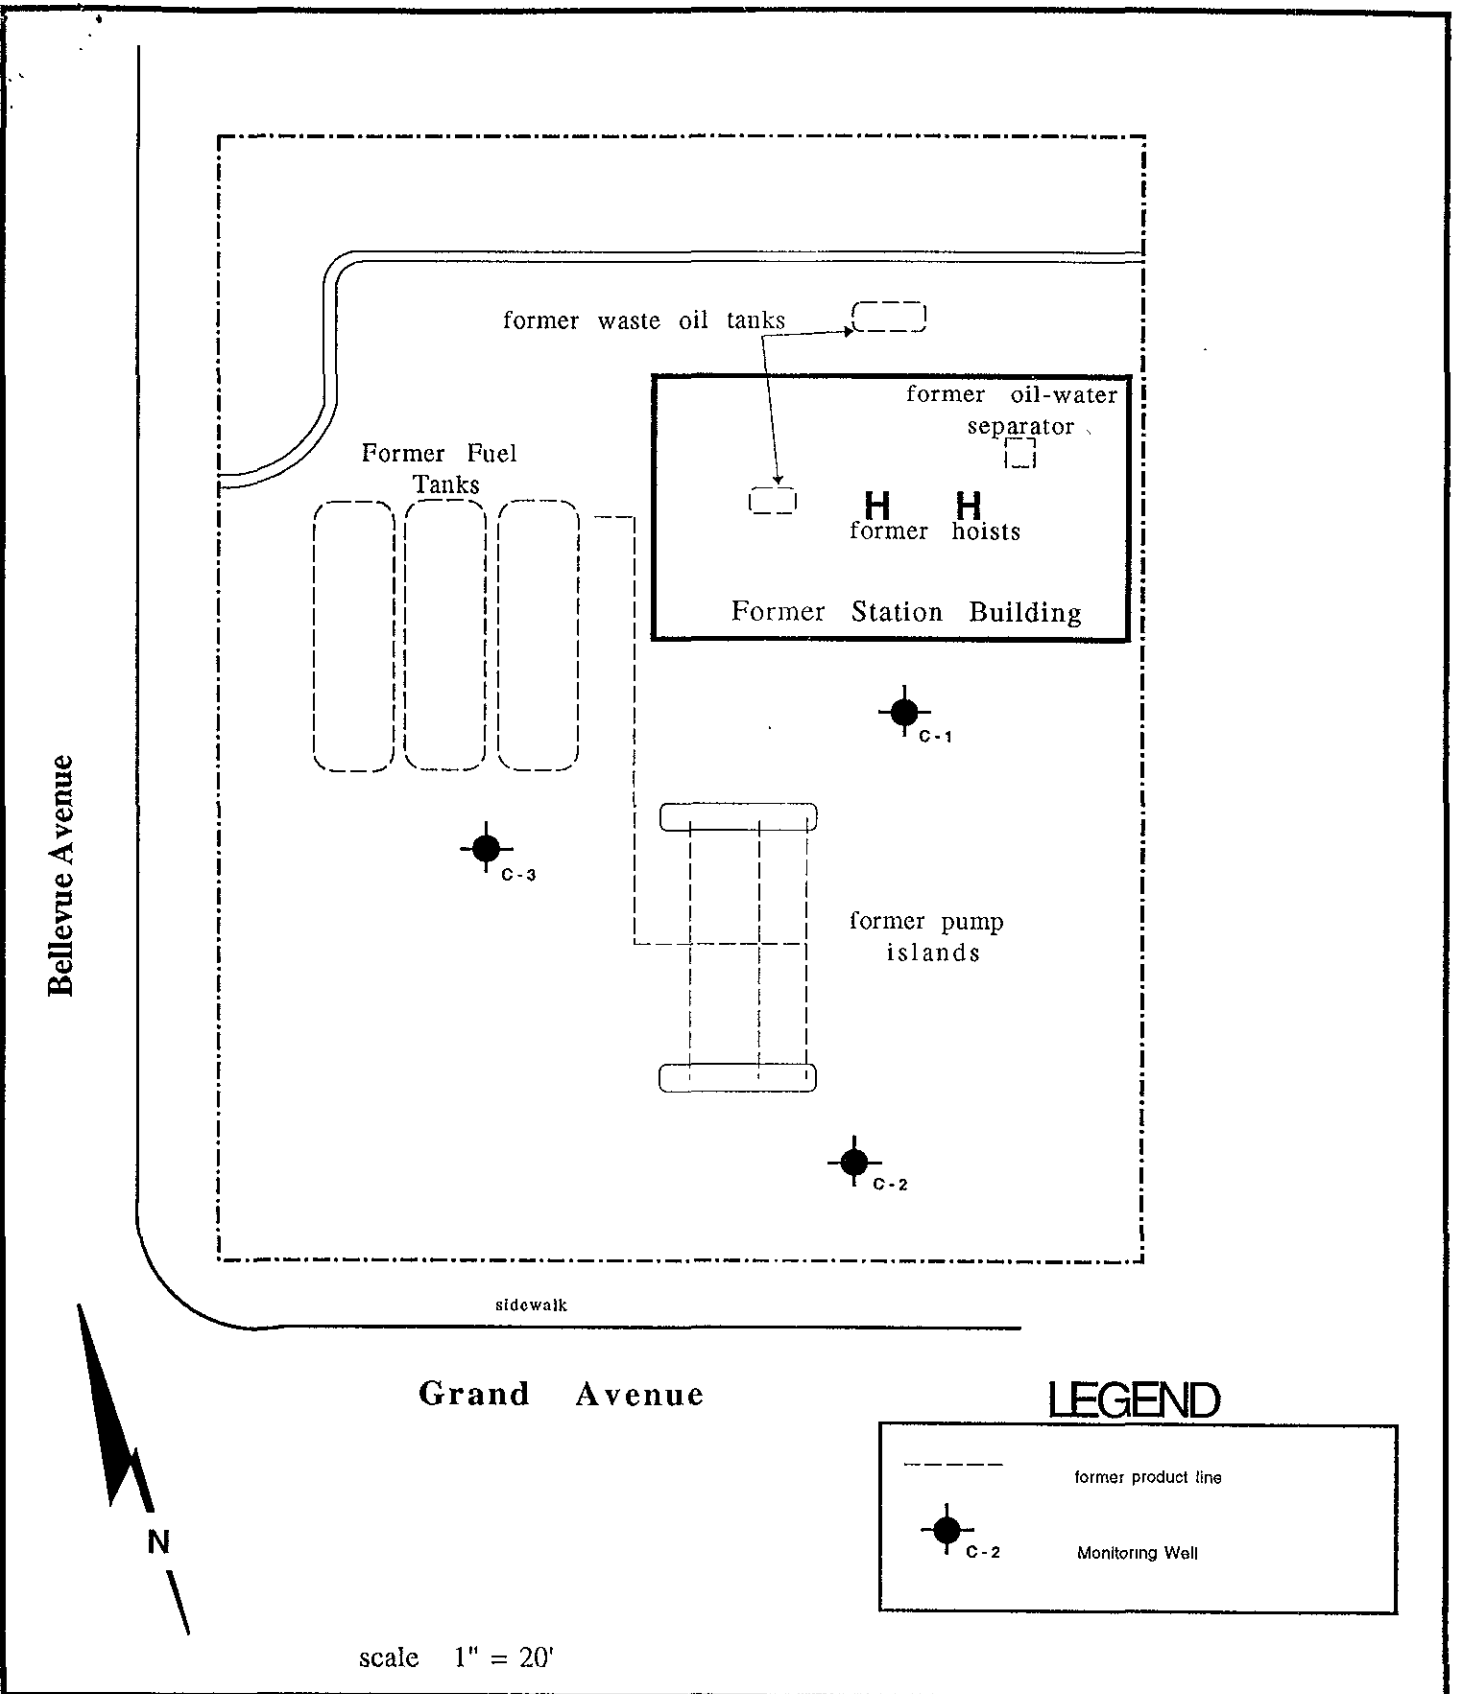 former waste oil tanks
former oil-water
separator
Former Fuel
Tanks
H H
former hoists
Former Station Building
C-1
Bellevue Avenue
C-3
former pump
islands
C-2
sidewalk
Grand Avenue
LEGEND
former product line
C-2
Monitoring Well
N
scale 1" = 20'